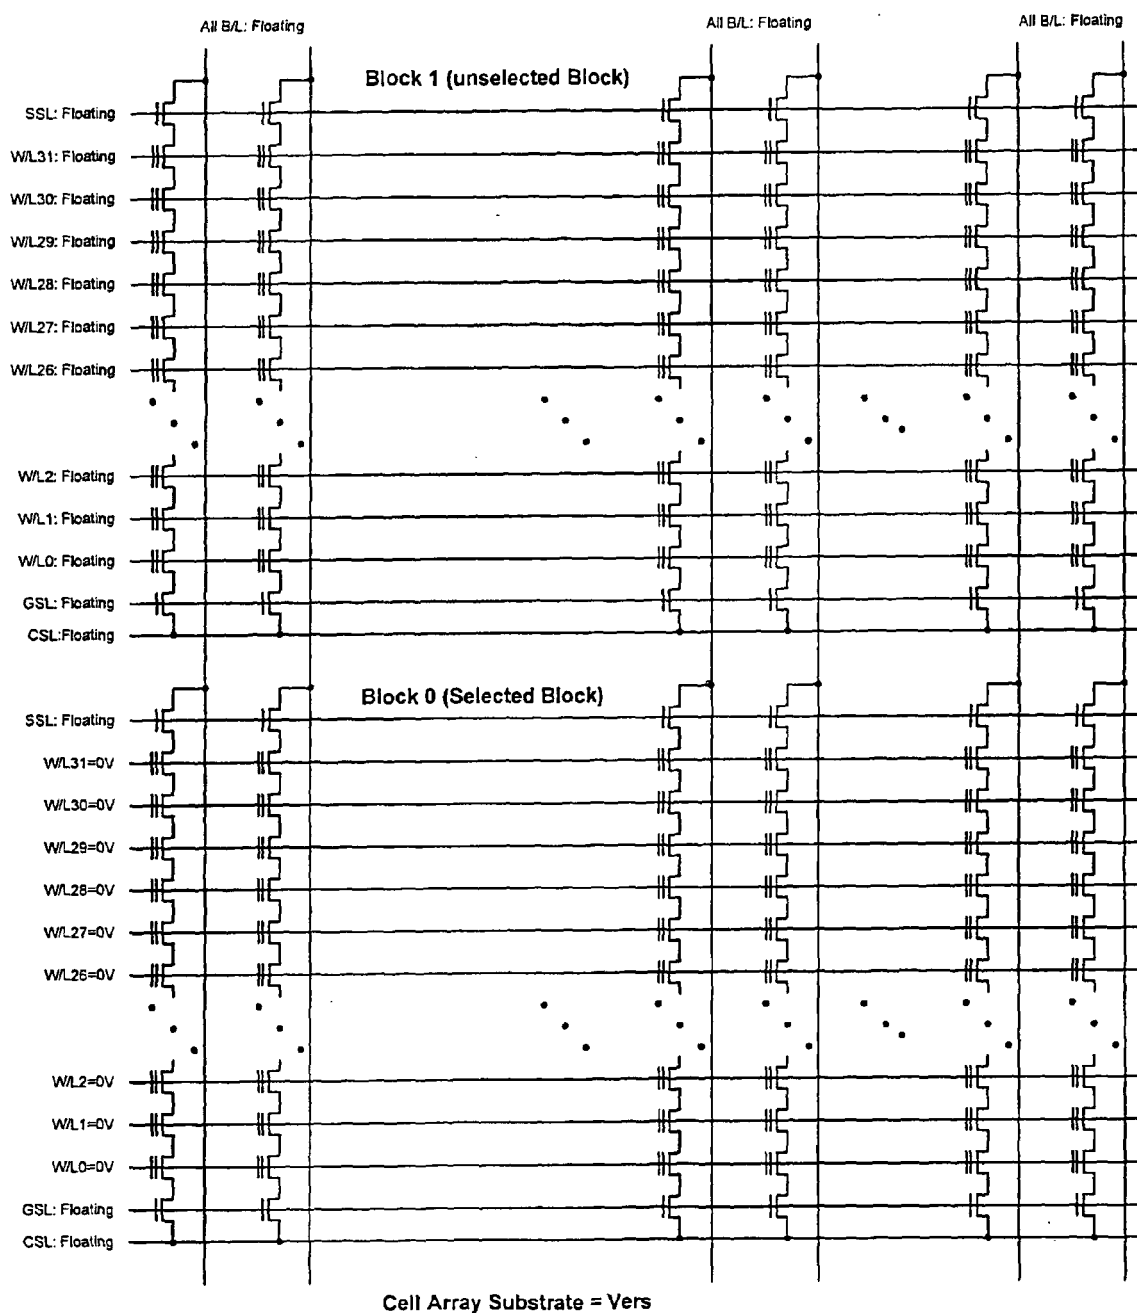 All B/L: Floating All B/L: Floating All B/L: Floating
Block 1 (unselected Block)
SSL: Floating
W/L31: Floating
W/L30: Floating
W/L29: Floating
W/L28: Floating
W/L27: Floating
W/L26: Floating
W/L2: Floating
W/L1: Floating
W/L0: Floating
GSL: Floating
CSL:Floating
Block 0 (Selected Block)
SSL: Floating
W/L31=0V
W/L30=0V
W/L29=0V
W/L28=0V
W/L27=0V
W/L26=0V
W/L2=0V
W/L1=0V
W/L0=0V
GSL: Floating
CSL: Floating
Cell Array Substrate = Vers